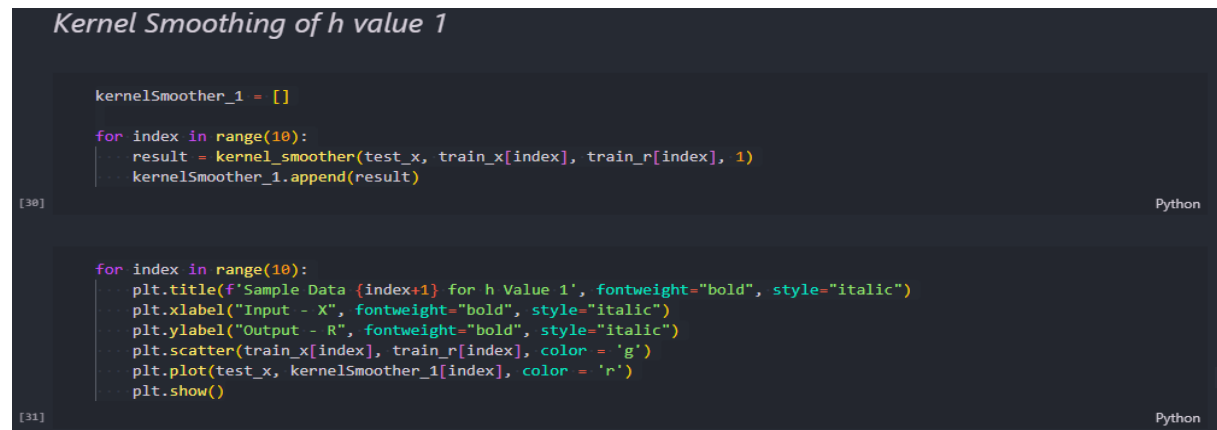 Kernel Smoothing of h value 1
kernelSmoother_1 = []
for index in range(10):
    result = kernel_smoother(test_x, train_x[index], train_r[index], 1)
    kernelSmoother_1.append(result)
[30]
Python
for index in range(10):
    plt.title(f'Sample Data {index+1} for h Value 1', fontweight="bold", style="italic")
    plt.xlabel("Input - X", fontweight="bold", style="italic")
    plt.ylabel("Output - R", fontweight="bold", style="italic")
    plt.scatter(train_x[index], train_r[index], color = 'g')
    plt.plot(test_x, kernelSmoother_1[index], color = 'r')
    plt.show()
[31]
Python